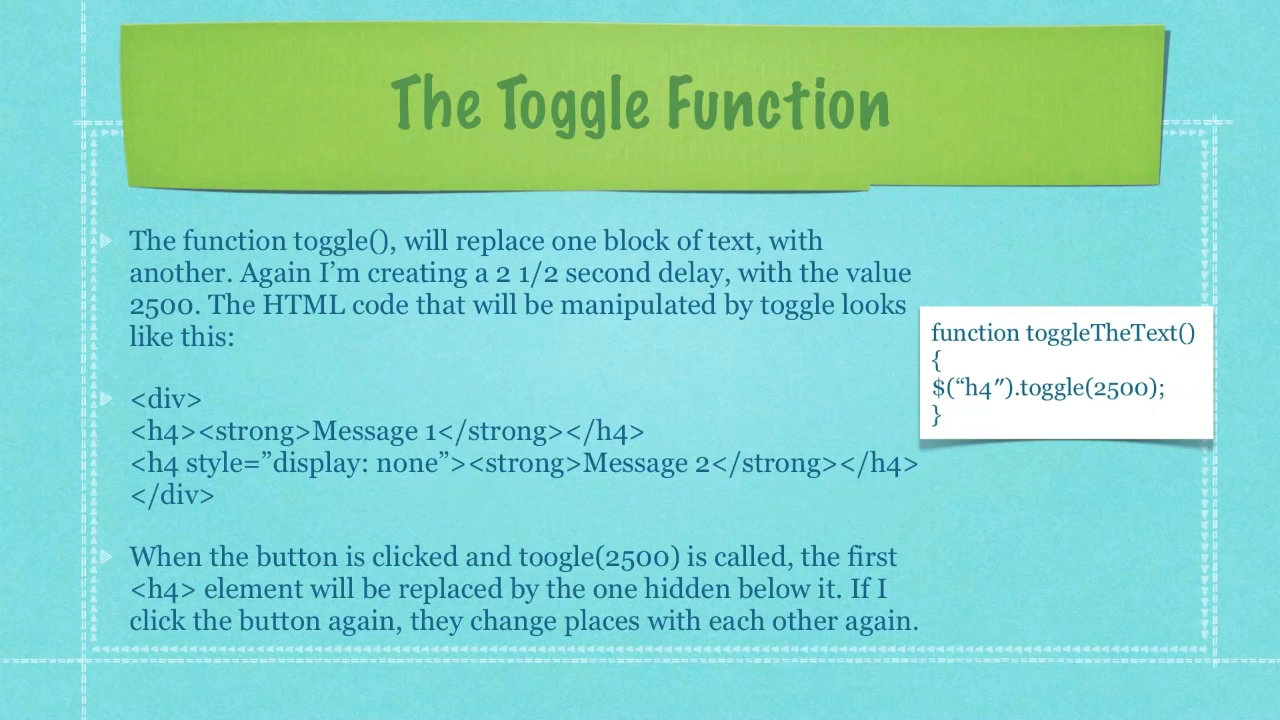 The Toggle Function
The function toggle(), will replace one block of text, with
another. Again I’m creating a 2 1/2 second delay, with the value
2500. The HTML code that will be manipulated by toggle looks
like this:
<div>
<h4><strong>Message 1</strong></h4>
<h4 style=”display: none”><strong>Message 2</strong></h4>
</div>
When the button is clicked and toogle(2500) is called, the first
<h4> element will be replaced by the one hidden below it. If I
click the button again, they change places with each other again.
function toggleTheText()
{
$(“h4″).toggle(2500);
}